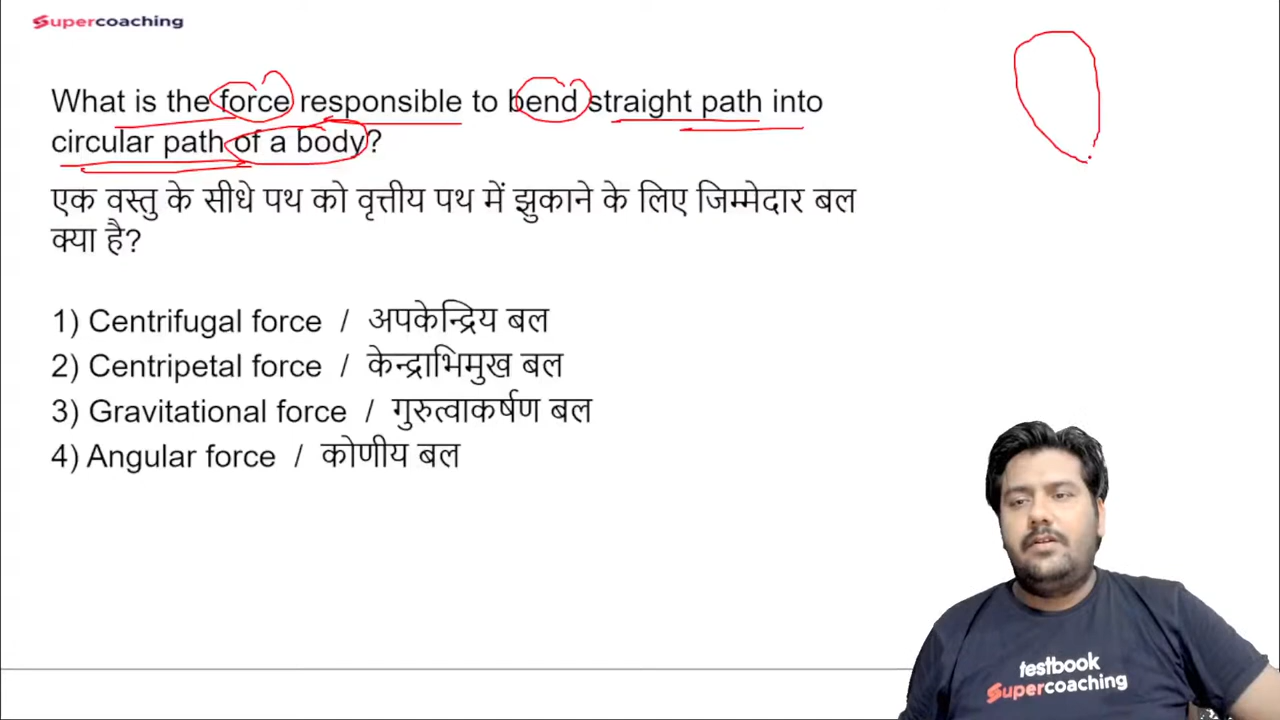 Supercoaching
What is the force responsible to bend straight path into
circular path of a body?
एक वस्तु के सीधे पथ को वृत्तीय पथ में झुकाने के लिए जिम्मेदार बल
क्या है?
1) Centrifugal force / अपकेन्द्रिय बल
2) Centripetal force / केन्द्राभिमुख बल
3) Gravitational force / गुरुत्वाकर्षण बल
4) Angular force / कोणीय बल
testbook
Supercoaching